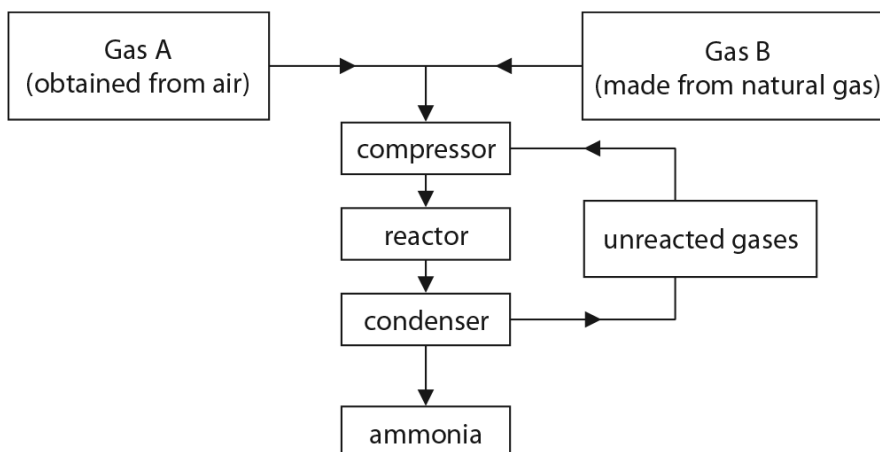 Gas A
(obtained from air)
Gas B
(made from natural gas)
compressor
reactor
unreacted gases
condenser
ammonia